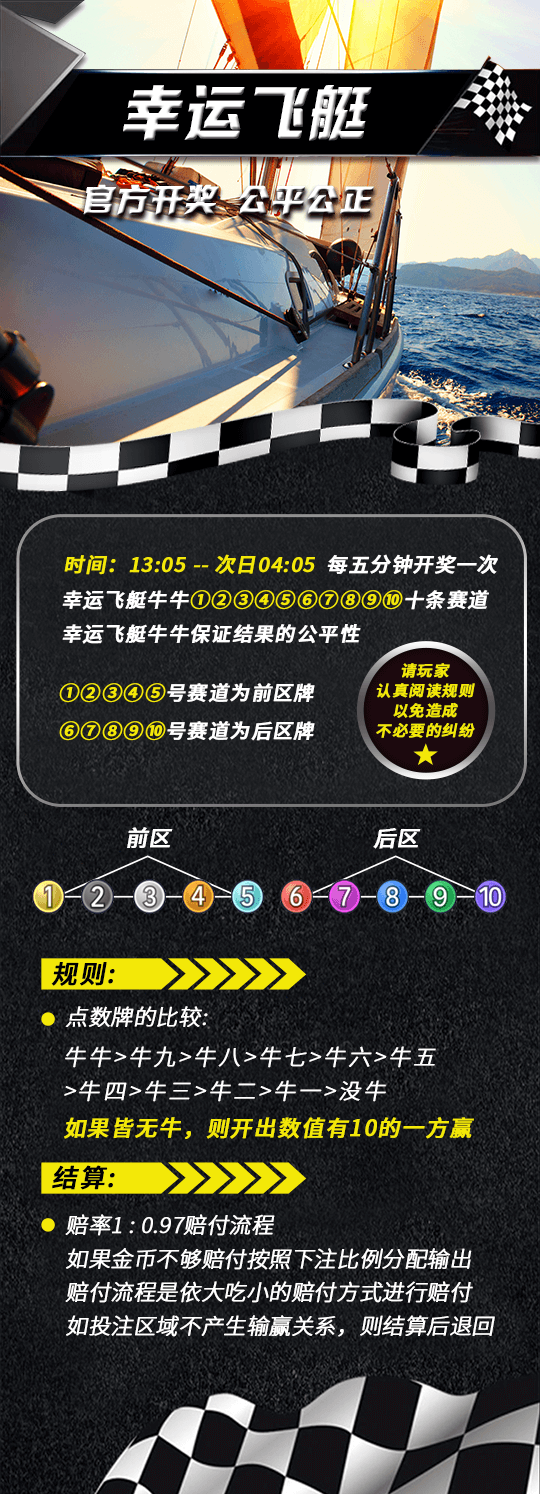 幸运飞艇
官方开奖 公平公正
时间：13:05 -- 次日04:05 每五分钟开奖一次
幸运飞艇牛牛①②③④⑤⑥⑦⑧⑨⑩十条赛道
幸运飞艇牛牛保证结果的公平性
①②③④⑤号赛道为前区牌
⑥⑦⑧⑨⑩号赛道为后区牌
请玩家
认真阅读规则
以免造成
不必要的纠纷
前区 后区
1 2 3 4 5 6 7 8 9 10
规则:
点数牌的比较:
牛牛>牛九>牛八>牛七>牛六>牛五
>牛四>牛三>牛二>牛一>没牛
如果皆无牛，则开出数值有10的一方赢
结算:
赔率1 : 0.97赔付流程
如果金币不够赔付按照下注比例分配输出
赔付流程是依大吃小的赔付方式进行赔付
如投注区域不产生输赢关系，则结算后退回